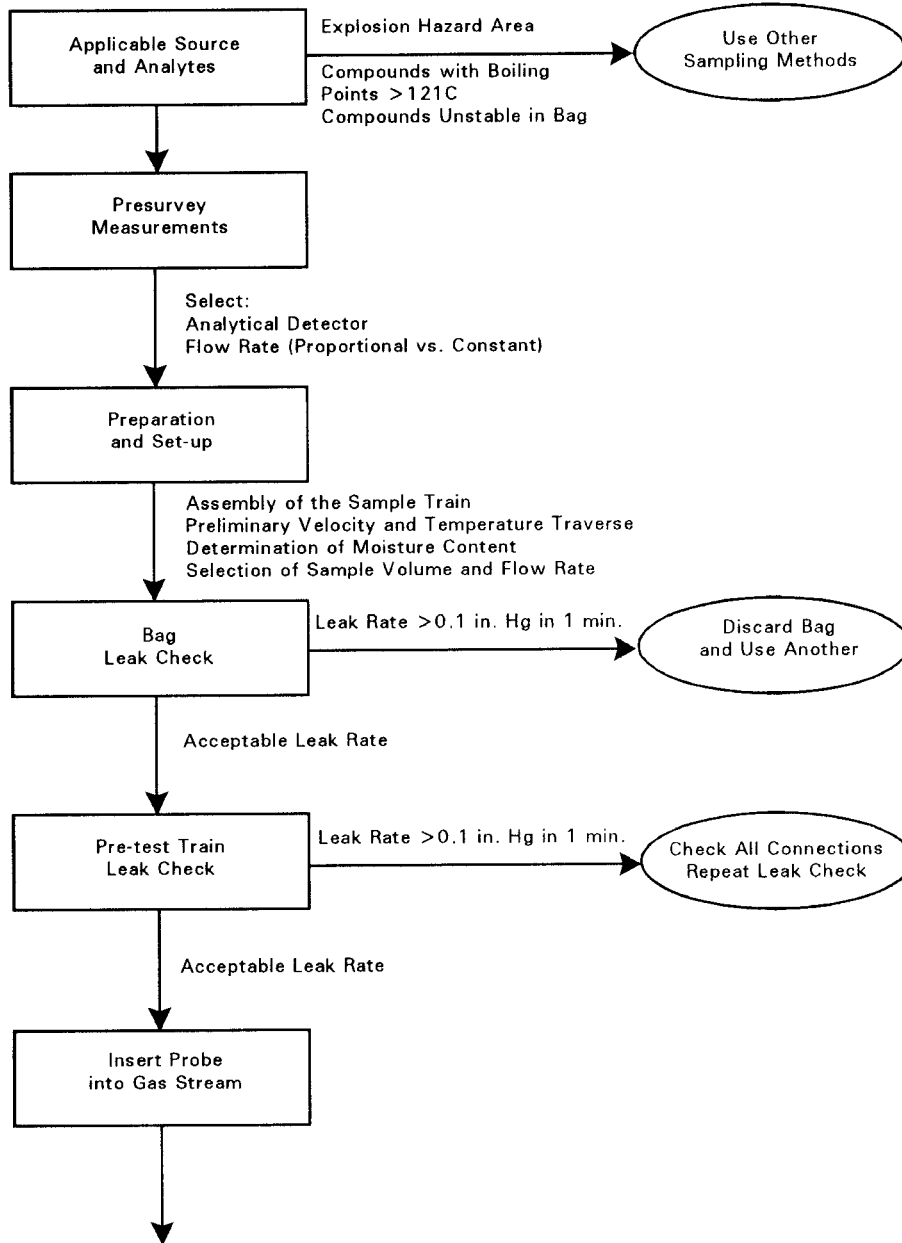 Applicable Source
and Analytes
Explosion Hazard Area
Compounds with Boiling
Points >121C
Compounds Unstable in Bag
Use Other
Sampling Methods
Presurvey
Measurements
Select:
Analytical Detector
Flow Rate (Proportional vs. Constant)
Preparation
and Set-up
Assembly of the Sample Train
Preliminary Velocity and Temperature Traverse
Determination of Moisture Content
Selection of Sample Volume and Flow Rate
Bag
Leak Check
Leak Rate >0.1 in. Hg in 1 min.
Discard Bag
and Use Another
Acceptable Leak Rate
Pre-test Train
Leak Check
Leak Rate >0.1 in. Hg in 1 min.
Check All Connections
Repeat Leak Check
Acceptable Leak Rate
Insert Probe
into Gas Stream